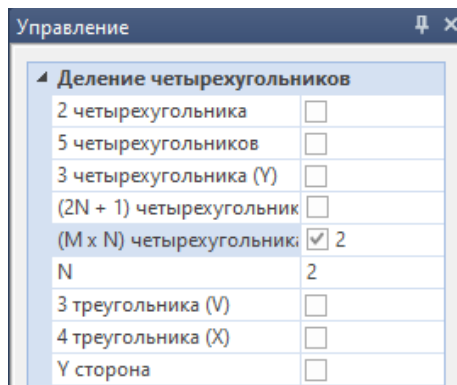 Управление
Деление четырехугольников
2 четырехугольника
5 четырехугольников
3 четырехугольника (Y)
(2N + 1) четырехугольник
(M x N) четырехугольника 2
N 2
3 треугольника (V)
4 треугольника (X)
Y сторона